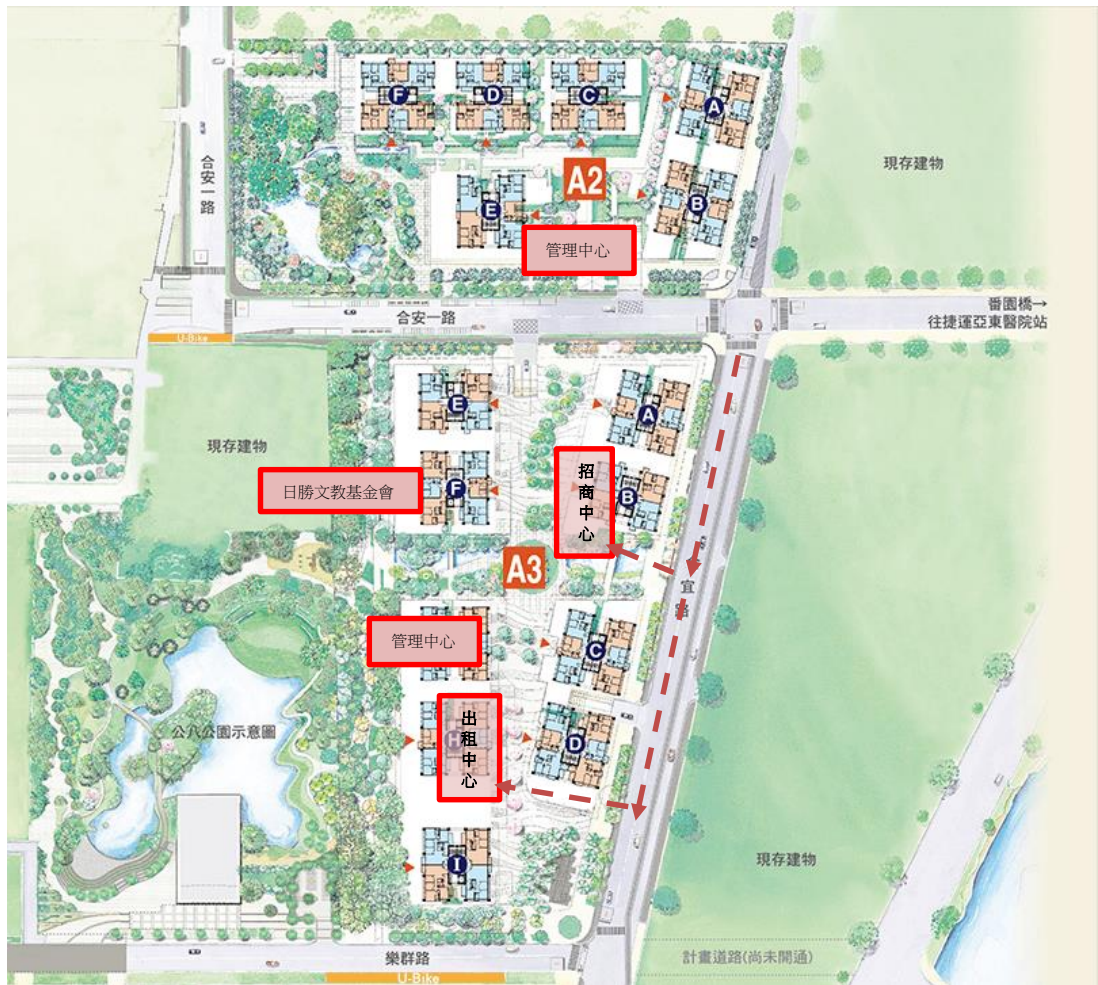 F
D
C
A
合安一路
現存建物
A2
E
B
管理中心
合安一路
番園橋→
往捷運亞東醫院站
U-Bike
E
A
現存建物
招商中心
日勝文教基金會
F
B
A3
宜
路
管理中心
C
出租中心
公八公園示意圖
H
D
I
現存建物
樂群路
計畫道路(尚未開通)
U-Bike